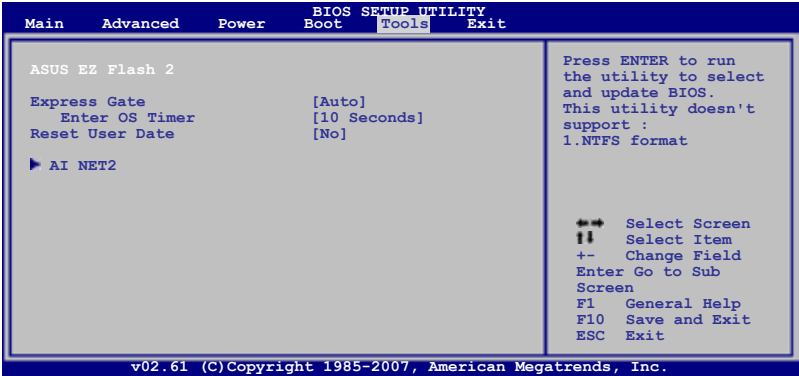 BIOS SETUP UTILITY
Main Advanced Power Boot Tools Exit
ASUS EZ Flash 2
Express Gate [Auto]
Enter OS Timer [10 Seconds]
Reset User Date [No]
AI NET2
Press ENTER to run
the utility to select
and update BIOS.
This utility doesn't
support :
1.NTFS format
Select Screen
Select Item
+- Change Field
Enter Go to Sub
Screen
F1 General Help
F10 Save and Exit
ESC Exit
v02.61 (C)Copyright 1985-2007, American Megatrends, Inc.